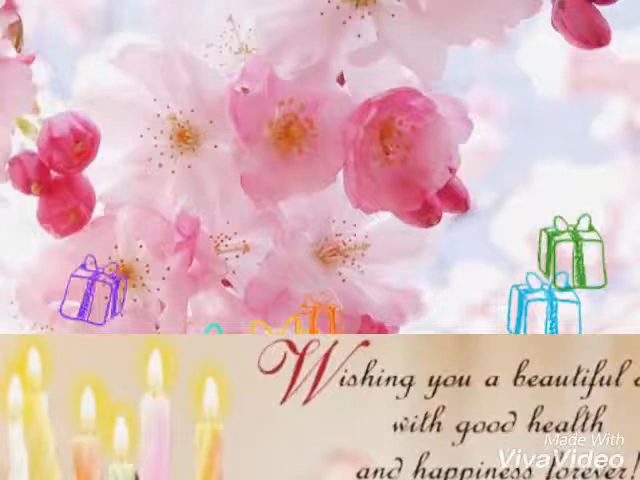 Wishing you a beautiful
with good health
and happiness forever!
Made With
VivaVideo